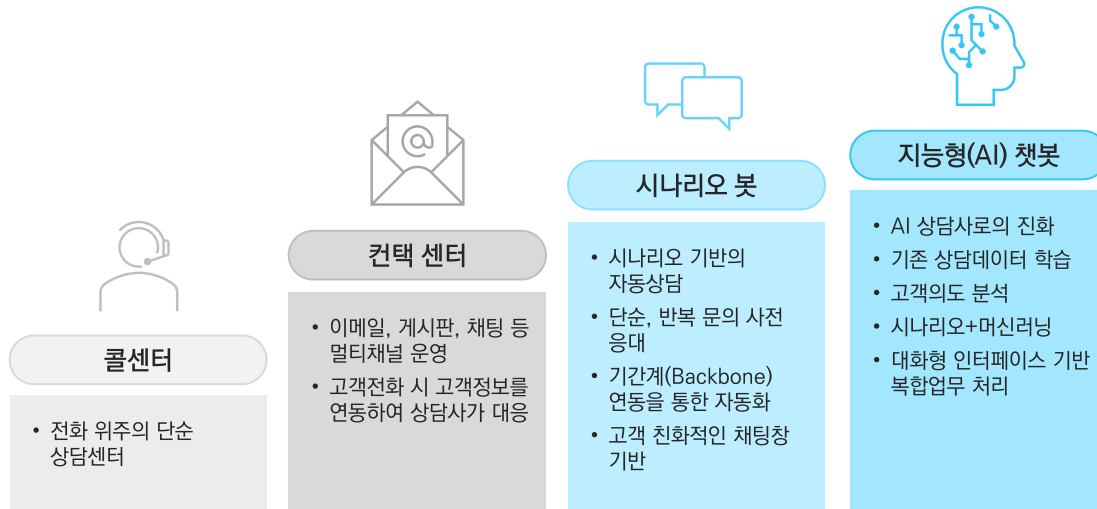 콜센터
• 전화 위주의 단순
상담센터
컨택 센터
• 이메일, 게시판, 채팅 등
멀티채널 운영
• 고객전화 시 고객정보를
연동하여 상담사가 대응
시나리오 봇
• 시나리오 기반의
자동상담
• 단순, 반복 문의 사전
응대
• 기간계(Backbone)
연동을 통한 자동화
• 고객 친화적인 채팅창
기반
지능형(AI) 챗봇
• AI 상담사로의 진화
• 기존 상담데이터 학습
• 고객의도 분석
• 시나리오+머신러닝
• 대화형 인터페이스 기반
복합업무 처리